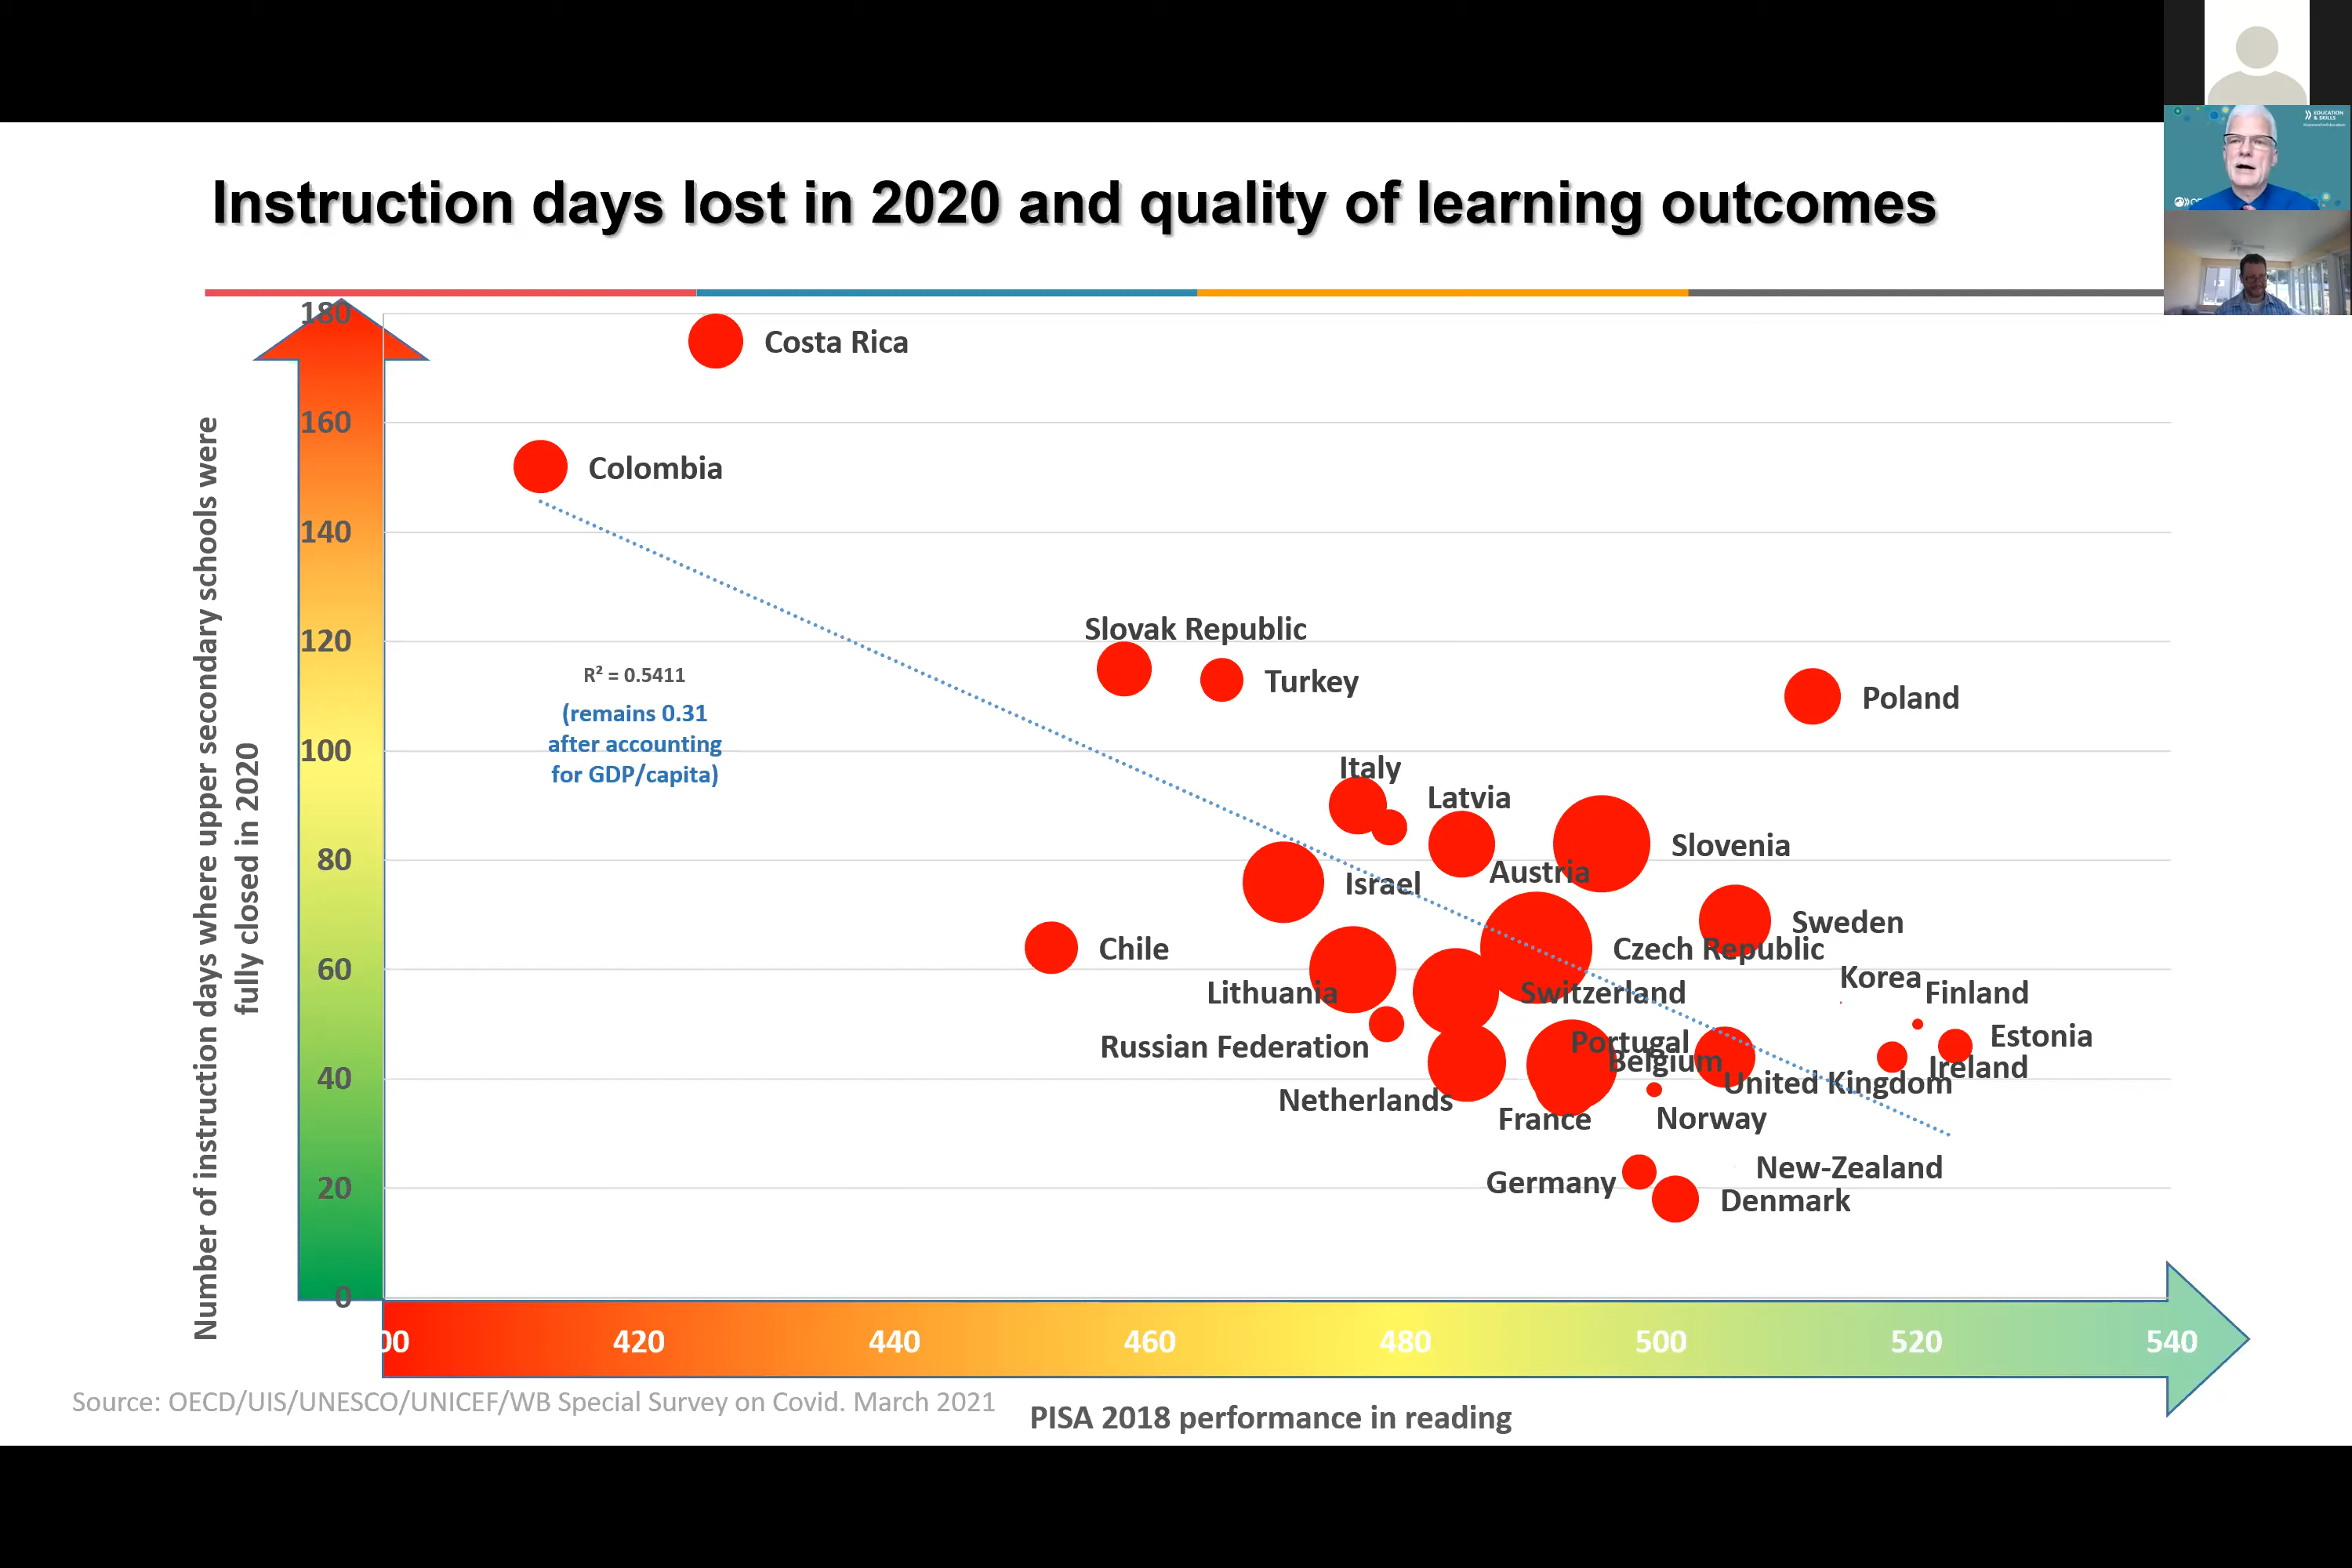 EDUCATION
& SKILLS
Instruction days lost in 2020 and quality of learning outcomes
Number of instruction days where upper secondary schools were
fully closed in 2020
180
160
140
120
100
80
60
40
20
0
Costa Rica
Colombia
Slovak Republic
Turkey
R² = 0.5411
(remains 0.31
after accounting
for GDP/capita)
Poland
Italy
Latvia
Slovenia
Austria
Israel
Sweden
Chile
Czech Republic
Korea
Lithuania
Switzerland
Finland
Russian Federation
Portugal
Estonia
Belgium
Ireland
United Kingdom
Netherlands
France
Norway
New-Zealand
Germany
Denmark
00
420
440
460
480
500
520
540
Source: OECD/UIS/UNESCO/UNICEF/WB Special Survey on Covid. March 2021
PISA 2018 performance in reading